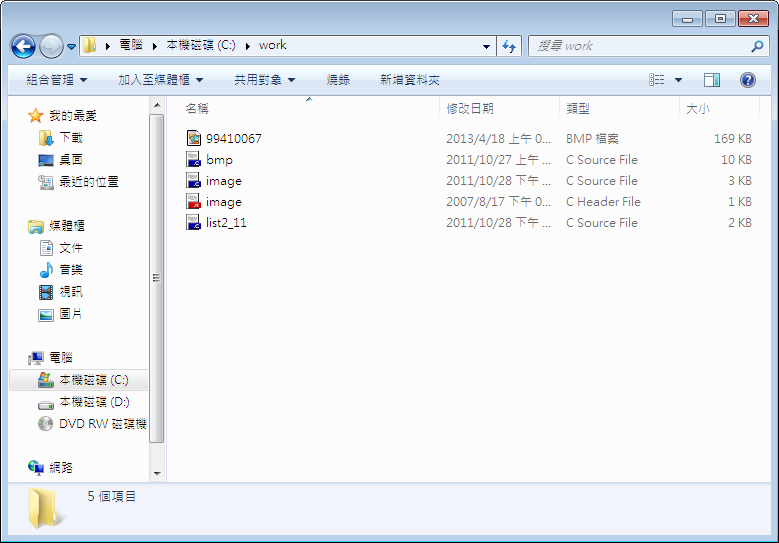 電腦 本機磁碟 (C:) work
搜尋 work
組合管理 加入至媒體櫃 共用對象 燒錄 新增資料夾
我的最愛
下載
桌面
最近的位置
媒體櫃
文件
音樂
視訊
圖片
電腦
本機磁碟 (C:)
本機磁碟 (D:)
DVD RW 磁碟機
網路
名稱 修改日期 類型 大小
99410067 2013/4/18 上午 0... BMP 檔案 169 KB
bmp 2011/10/27 上午 ... C Source File 10 KB
image 2011/10/28 下午 ... C Source File 3 KB
image 2007/8/17 下午 0... C Header File 1 KB
list2_11 2011/10/28 下午 ... C Source File 2 KB
5 個項目